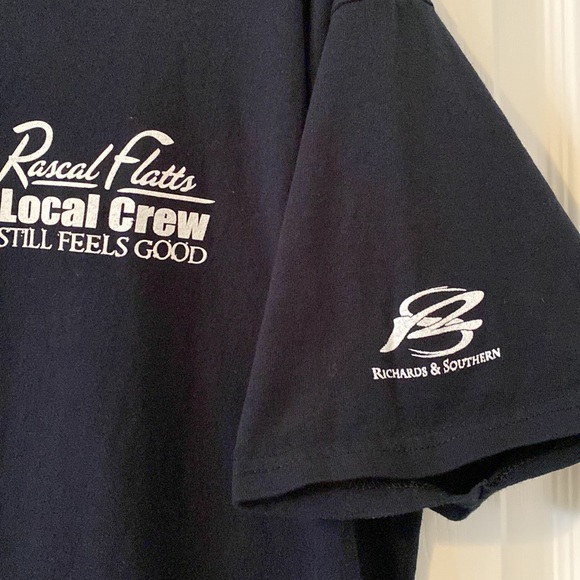 Rascal Flatts
Local Crew
STILL FEELS GOOD
RICHARDS & SOUTHERN